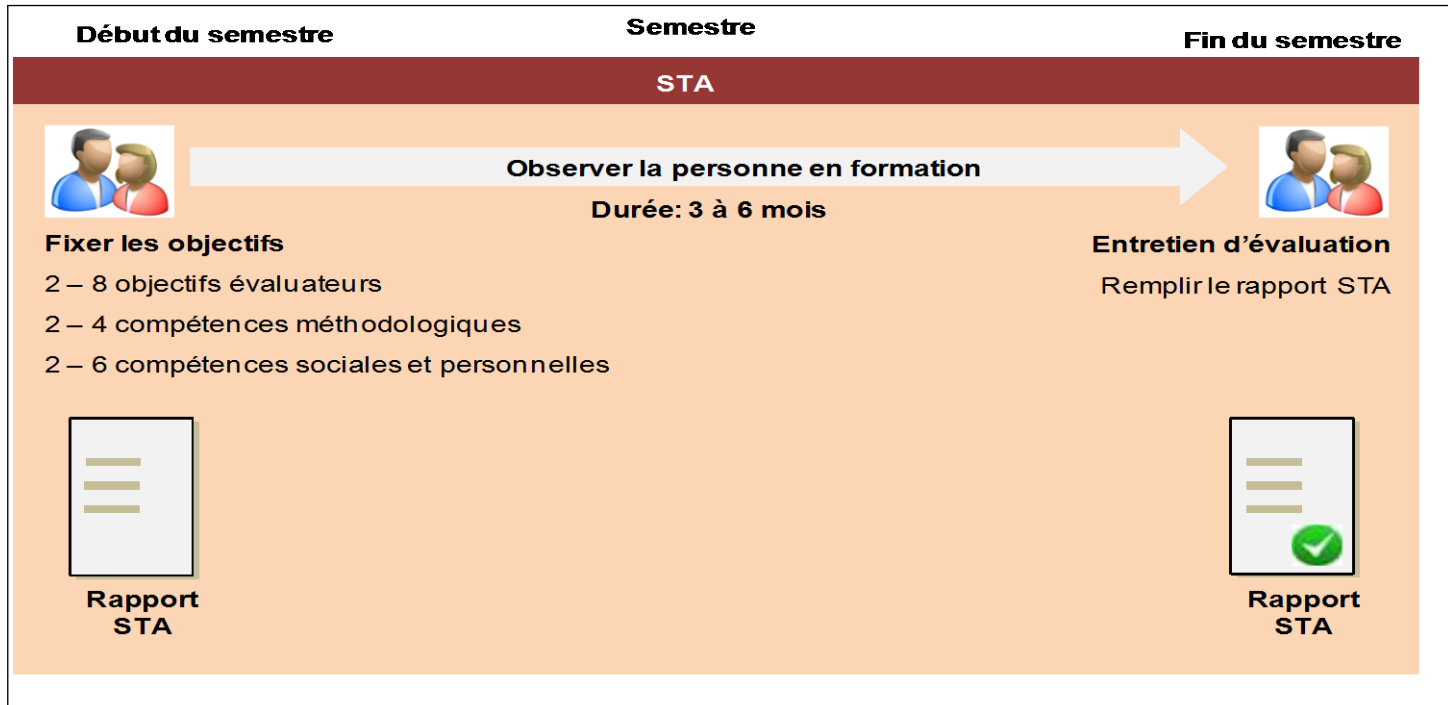 Début du semestre
Semestre
Fin du semestre
STA
Observer la personne en formation
Durée: 3 à 6 mois
Fixer les objectifs
2 – 8 objectifs évaluateurs
2 – 4 compétences méthodologiques
2 – 6 compétences sociales et personnelles
Entretien d’évaluation
Remplir le rapport STA
Rapport
STA
Rapport
STA